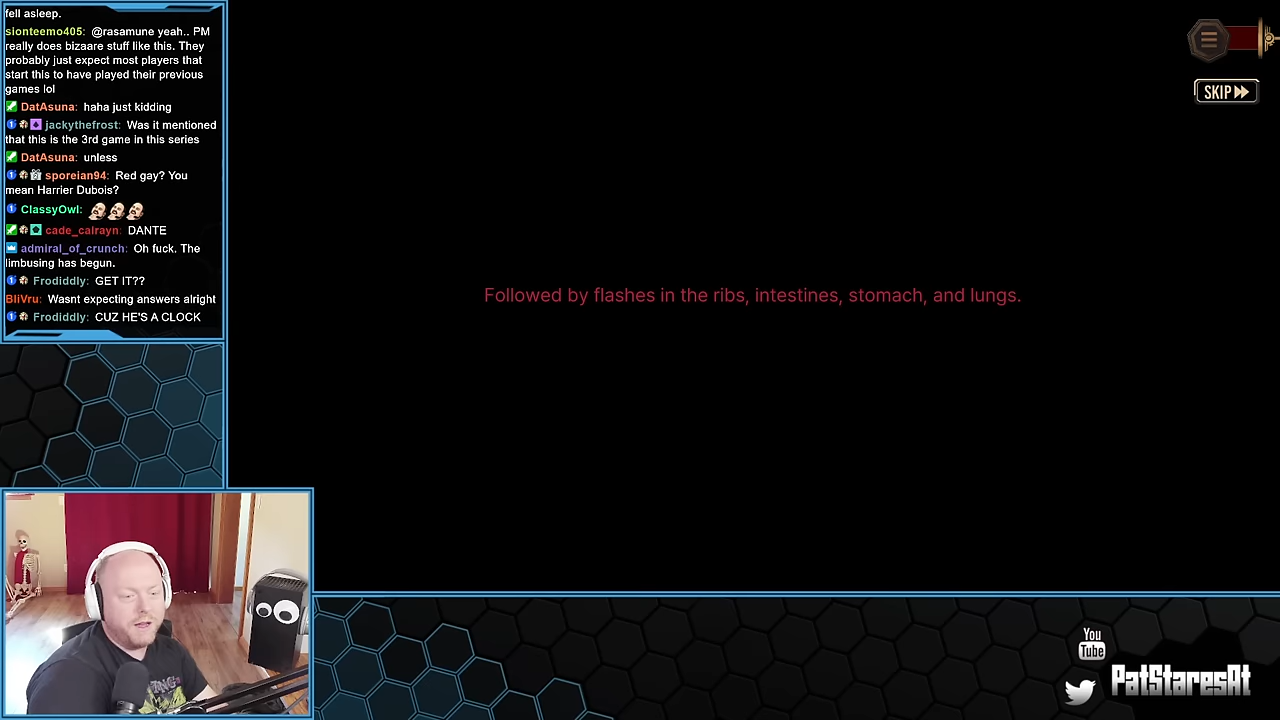 fell asleep.
sionteemo405: @rasamune yeah.. PM
really does bizaare stuff like this. They
probably just expect most players that
start this to have played their previous
games lol
DatAsuna: haha just kidding
jackythefrost: Was it mentioned
that this is the 3rd game in this series
DatAsuna: unless
sporeian94: Red gay? You
mean Harrier Dubois?
ClassyOwl:
cade_calrayn: DANTE
admiral_of_crunch: Oh fuck. The
limbusing has begun.
Frodiddly: GET IT??
BliVru: Wasnt expecting answers alright
Frodiddly: CUZ HE'S A CLOCK
SKIP
Followed by flashes in the ribs, intestines, stomach, and lungs.
You
Tube
PatStaresAt